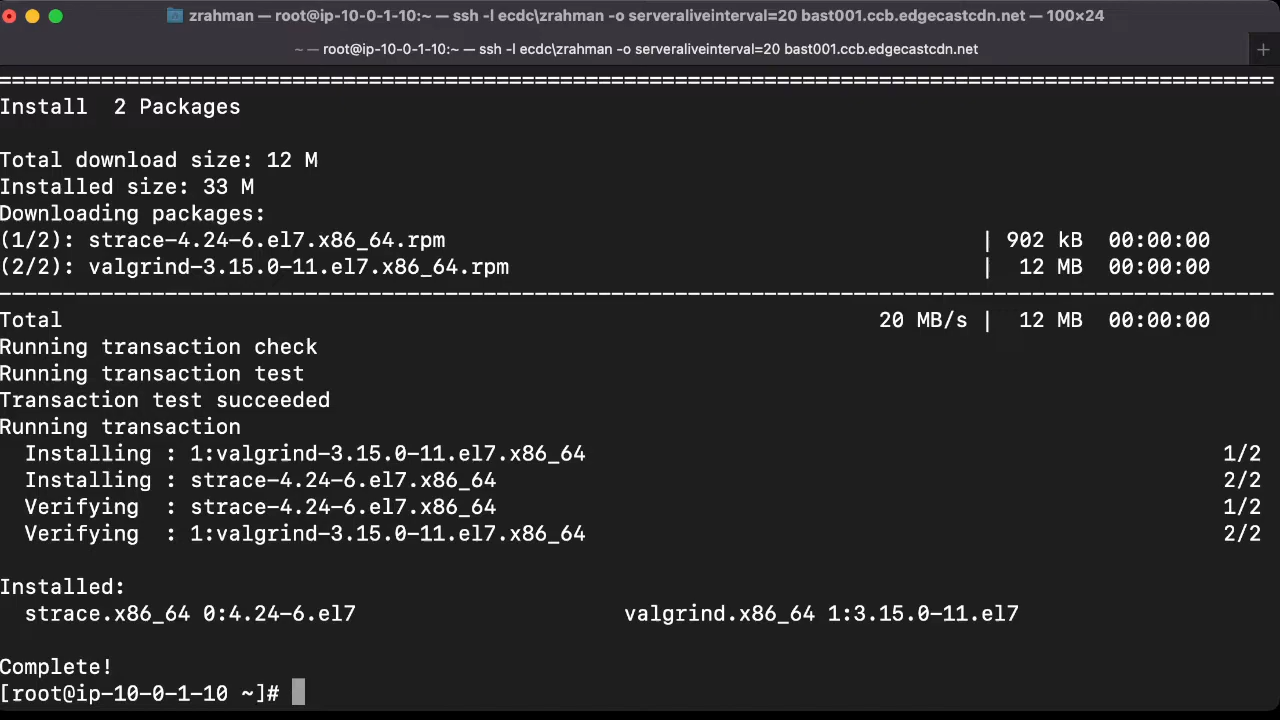 zrahman — root@ip-10-0-1-10:~ — ssh -l ecdc\zrahman -o serveraliveinterval=20 bast001.ccb.edgecastcdn.net — 100×24
~ — root@ip-10-0-1-10:~ — ssh -l ecdc\zrahman -o serveraliveinterval=20 bast001.ccb.edgecastcdn.net +
====================================================================================================
Install  2 Packages
Total download size: 12 M
Installed size: 33 M
Downloading packages:
(1/2): strace-4.24-6.el7.x86_64.rpm | 902 kB  00:00:00
(2/2): valgrind-3.15.0-11.el7.x86_64.rpm |  12 MB  00:00:00
----------------------------------------------------------------------------------------------------
Total 20 MB/s |  12 MB  00:00:00
Running transaction check
Running transaction test
Transaction test succeeded
Running transaction
  Installing : 1:valgrind-3.15.0-11.el7.x86_64 1/2
  Installing : strace-4.24-6.el7.x86_64 2/2
  Verifying  : strace-4.24-6.el7.x86_64 1/2
  Verifying  : 1:valgrind-3.15.0-11.el7.x86_64 2/2
Installed:
  strace.x86_64 0:4.24-6.el7 valgrind.x86_64 1:3.15.0-11.el7
Complete!
[root@ip-10-0-1-10 ~]#